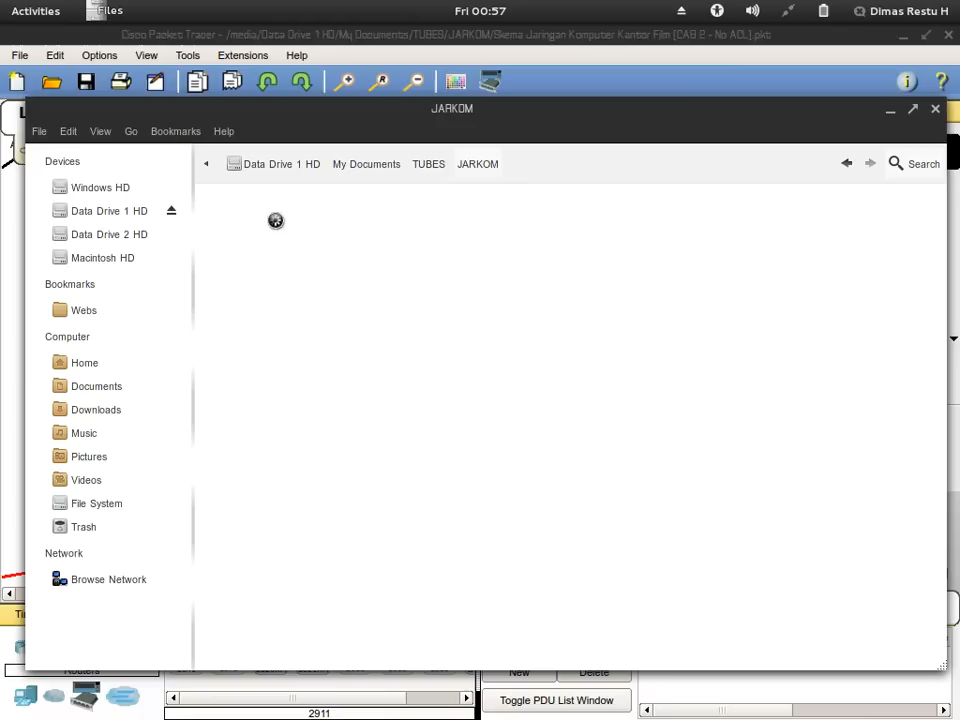 Activities Files Fri 00:57 Dimas Restu H
Cisco Packet Tracer - /media/Data Drive 1 HD/My Documents/TUBES/JARKOM/Skema Jaringan Komputer Kantor Film [CAB 2 - No ACL].pkt
File Edit Options View Tools Extensions Help
JARKOM
File Edit View Go Bookmarks Help
Devices
Data Drive 1 HD My Documents TUBES JARKOM Search
Windows HD
Data Drive 1 HD
Data Drive 2 HD
Macintosh HD
Bookmarks
Webs
Computer
Home
Documents
Downloads
Music
Pictures
Videos
File System
Trash
Network
Browse Network
Routers
New Delete
Toggle PDU List Window
2911